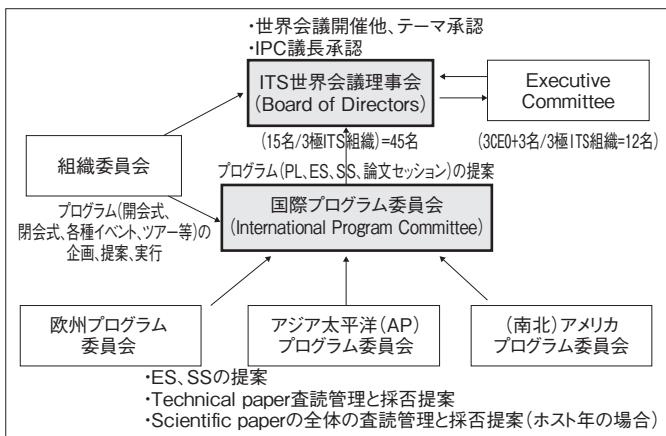 ・世界会議開催他、テーマ承認
・IPC議長承認
ITS世界会議理事会
(Board of Directors)
Executive
Committee
(15名/3極ITS組織)=45名
(3CEO+3名/3極ITS組織=12名)
組織委員会
プログラム(PL、ES、SS、論文セッション)の提案
プログラム(開会式、
閉会式、各種イベント、ツアー等)の
企画、提案、実行
国際プログラム委員会
(International Program Committee)
欧州プログラム
委員会
アジア太平洋(AP)
プログラム委員会
(南北)アメリカ
プログラム委員会
・ES、SSの提案
・Technical paper査読管理と採否提案
・Scientific paperの全体の査読管理と採否提案(ホスト年の場合)